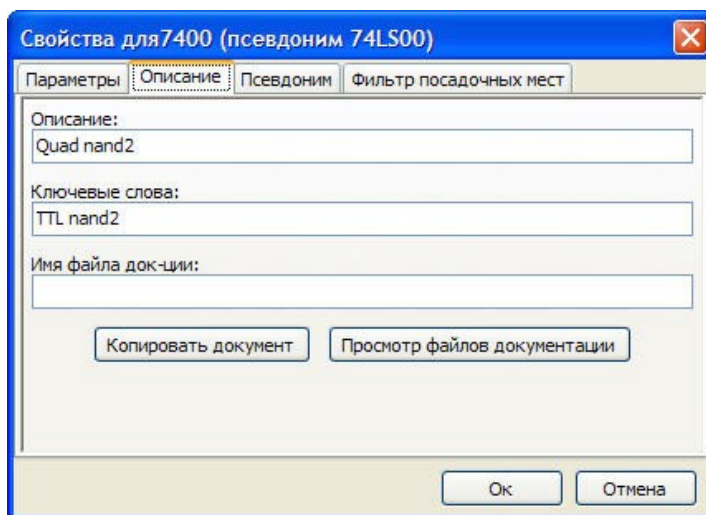 Свойства для7400 (псевдоним 74LS00)
Параметры Описание Псевдоним Фильтр посадочных мест
Описание:
Quad nand2
Ключевые слова:
TTL nand2
Имя файла док-ции:
Копировать документ Просмотр файлов документации
Ок Отмена